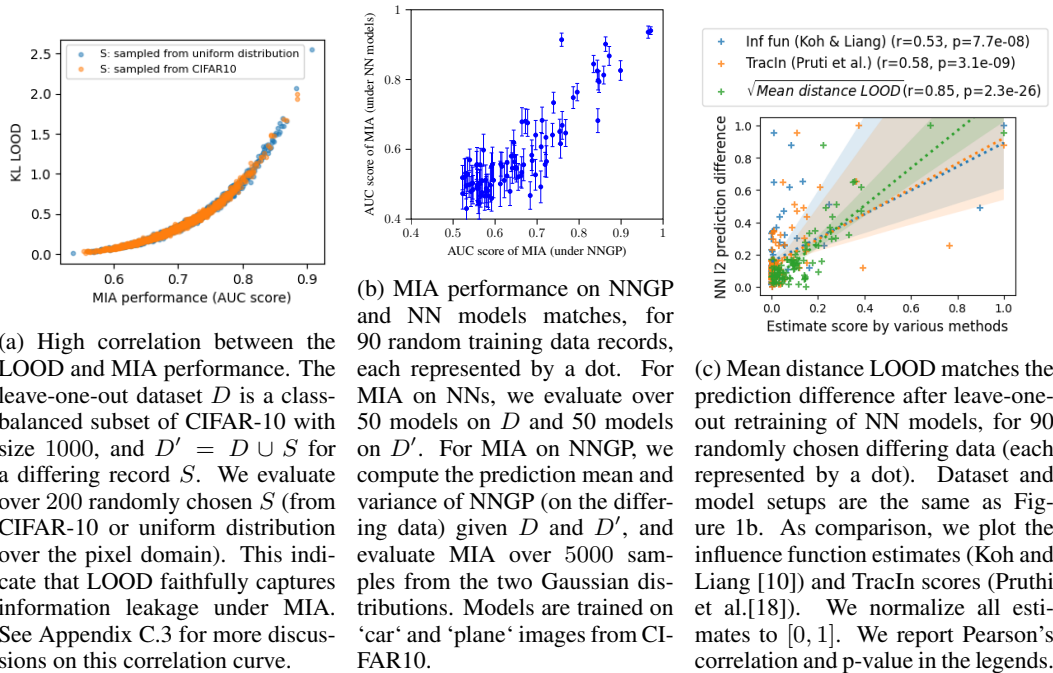 2.5
2.0
1.5
1.0
0.5
0.0
KL LOOD
S: sampled from uniform distribution
S: sampled from CIFAR10
0.6 0.7 0.8 0.9
MIA performance (AUC score)
(a) High correlation between the
LOOD and MIA performance. The
leave-one-out dataset D is a class-
balanced subset of CIFAR-10 with
size 1000, and D′ = D ∪ S for
a differing record S. We evaluate
over 200 randomly chosen S (from
CIFAR-10 or uniform distribution
over the pixel domain). This indi-
cate that LOOD faithfully captures
information leakage under MIA.
See Appendix C.3 for more discus-
sions on this correlation curve.
1
0.8
0.6
0.4
AUC score of MIA (under NN models)
0.4 0.5 0.6 0.7 0.8 0.9 1
AUC score of MIA (under NNGP)
(b) MIA performance on NNGP
and NN models matches, for
90 random training data records,
each represented by a dot. For
MIA on NNs, we evaluate over
50 models on D and 50 models
on D′. For MIA on NNGP, we
compute the prediction mean and
variance of NNGP (on the differ-
ing data) given D and D′, and
evaluate MIA over 5000 sam-
ples from the two Gaussian dis-
tributions. Models are trained on
‘car‘ and ‘plane‘ images from CI-
FAR10.
Inf fun (Koh & Liang) (r=0.53, p=7.7e-08)
TracIn (Pruti et al.) (r=0.58, p=3.1e-09)
√Mean distance LOOD(r=0.85, p=2.3e-26)
1.0
0.8
0.6
0.4
0.2
0.0
NN l2 prediction difference
0.0 0.2 0.4 0.6 0.8 1.0
Estimate score by various methods
(c) Mean distance LOOD matches the
prediction difference after leave-one-
out retraining of NN models, for 90
randomly chosen differing data (each
represented by a dot). Dataset and
model setups are the same as Fig-
ure 1b. As comparison, we plot the
influence function estimates (Koh and
Liang [10]) and TracIn scores (Pruthi
et al.[18]). We normalize all esti-
mates to [0, 1]. We report Pearson’s
correlation and p-value in the legends.